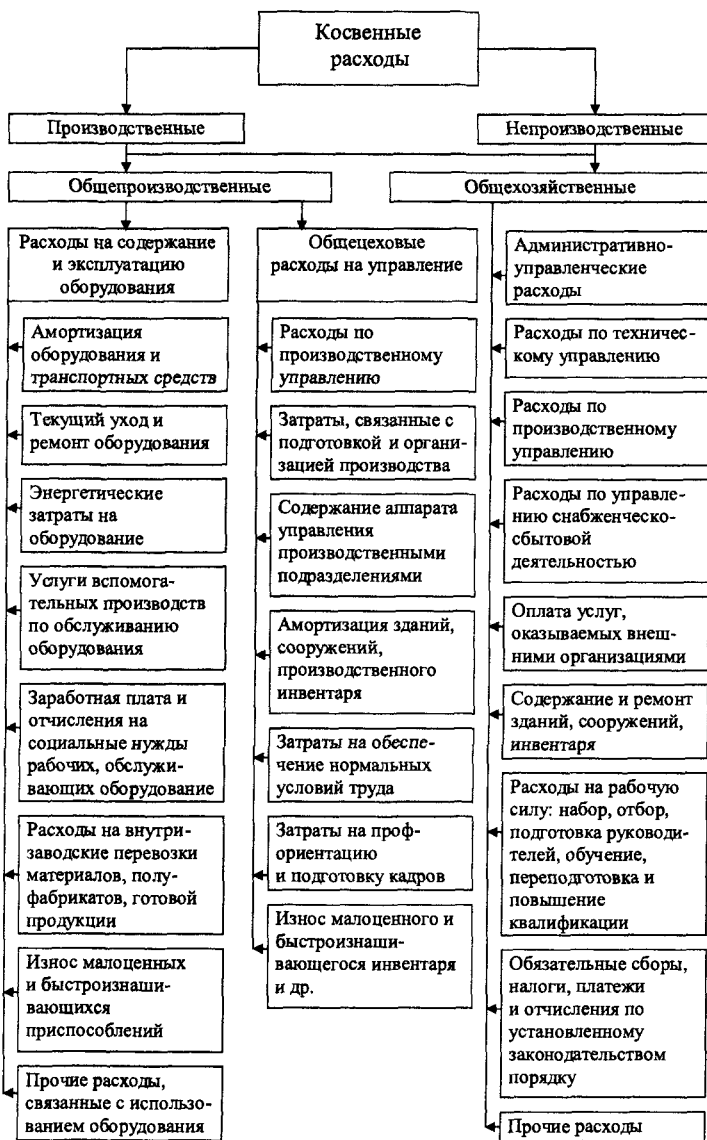 Косвенные
расходы
Производственные
Непроизводственные
Общепроизводственные
Общехозяйственные
Расходы на содержание
и эксплуатацию
оборудования
Амортизация
оборудования и
транспортных средств
Текущий уход и
ремонт оборудования
Энергетические
затраты на
оборудование
Услуги вспомога-
тельных производств
по обслуживанию
оборудования
Заработная плата и
отчисления на
социальные нужды
рабочих, обслужи-
вающих оборудование
Расходы на внутри-
заводские перевозки
материалов, полу-
фабрикатов, готовой
продукции
Износ малоценных
и быстроизнаши-
вающихся
приспособлений
Прочие расходы,
связанные с использо-
ванием оборудования
Общецеховые
расходы на управление
Расходы по
производственному
управлению
Затраты, связанные с
подготовкой и органи-
зацией производства
Содержание аппарата
управления
производственными
подразделениями
Амортизация зданий,
сооружений,
производственного
инвентаря
Затраты на обеспе-
чение нормальных
условий труда
Затраты на проф-
ориентацию
и подготовку кадров
Износ малоценного и
быстроизнаши-
вающегося инвентаря
и др.
Административно-
управленческие
расходы
Расходы по техничес-
кому управлению
Расходы по
производственному
управлению
Расходы по управле-
нию снабженческо-
сбытовой
деятельностью
Оплата услуг,
оказываемых внеш-
ними организациями
Содержание и ремонт
зданий, сооружений,
инвентаря
Расходы на рабочую
силу: набор, отбор,
подготовка руководи-
телей, обучение,
переподготовка и
повышение
квалификации
Обязательные сборы,
налоги, платежи
и отчисления по
установленному
законодательством
порядку
Прочие расходы